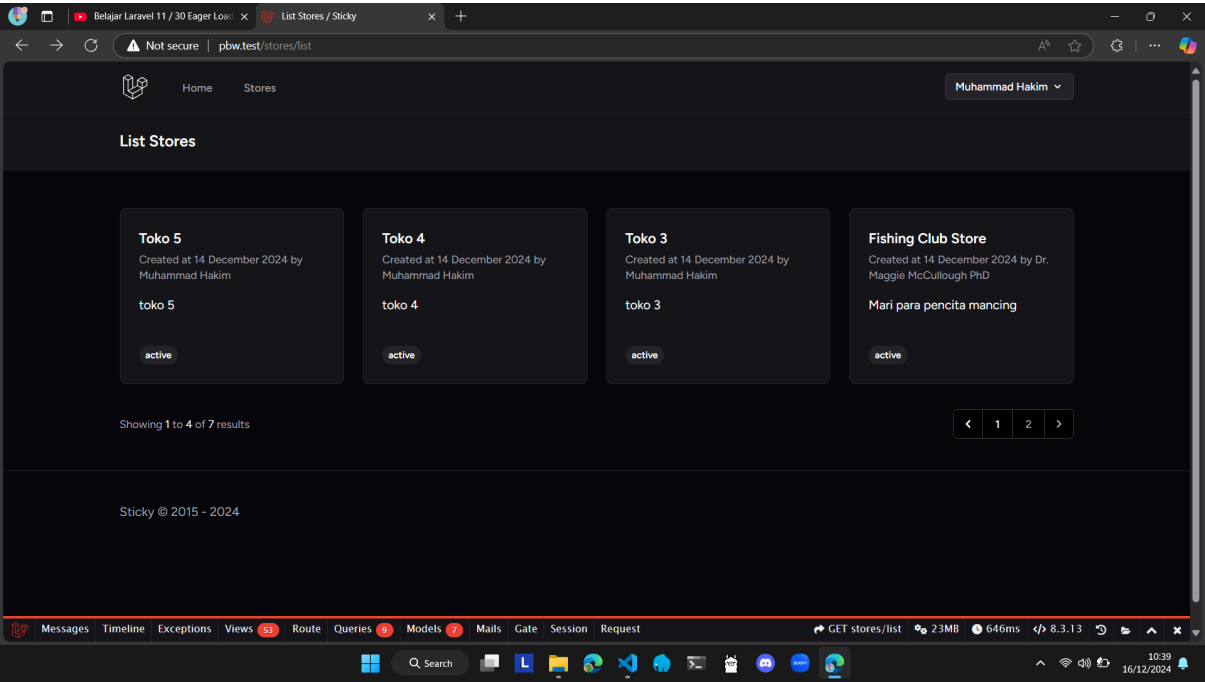 Belajar Laravel 11 / 30 Eager Load
List Stores / Sticky
Not secure | pbw.test/stores/list
Home Stores Muhammad Hakim
List Stores
Toko 5
Created at 14 December 2024 by
Muhammad Hakim
toko 5
active
Toko 4
Created at 14 December 2024 by
Muhammad Hakim
toko 4
active
Toko 3
Created at 14 December 2024 by
Muhammad Hakim
toko 3
active
Fishing Club Store
Created at 14 December 2024 by Dr.
Maggie McCullough PhD
Mari para pencita mancing
active
Showing 1 to 4 of 7 results
1 2
Sticky © 2015 - 2024
Messages Timeline Exceptions Views 53 Route Queries 9 Models 7 Mails Gate Session Request GET stores/list 23MB 646ms 8.3.13
Search L zoom
10:39
16/12/2024